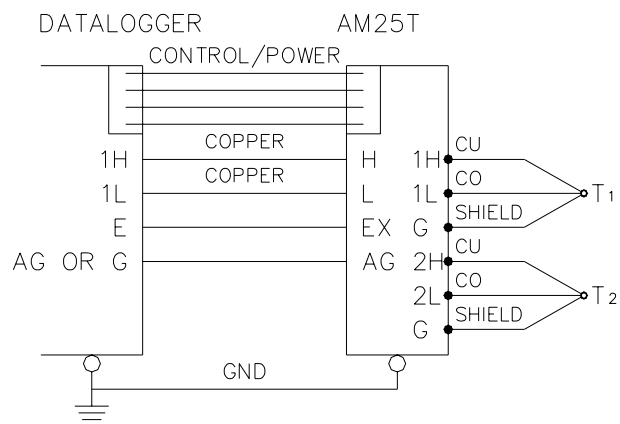 DATALOGGER AM25T
CONTROL/POWER
COPPER
1H H 1H CU
COPPER
1L L 1L CO
E EX G SHIELD
T1
AG OR G AG 2H CU
2L CO
G SHIELD
T2
GND